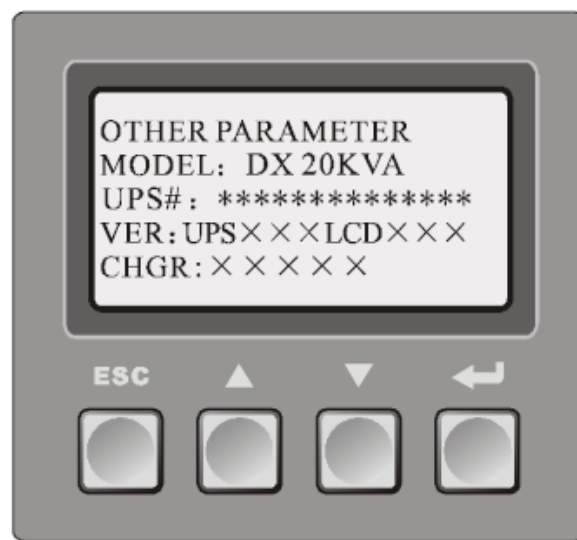 OTHER PARAMETER
MODEL: DX 20KVA
UPS#: **************
VER:UPS×××LCD×××
CHGR:×××××
ESC